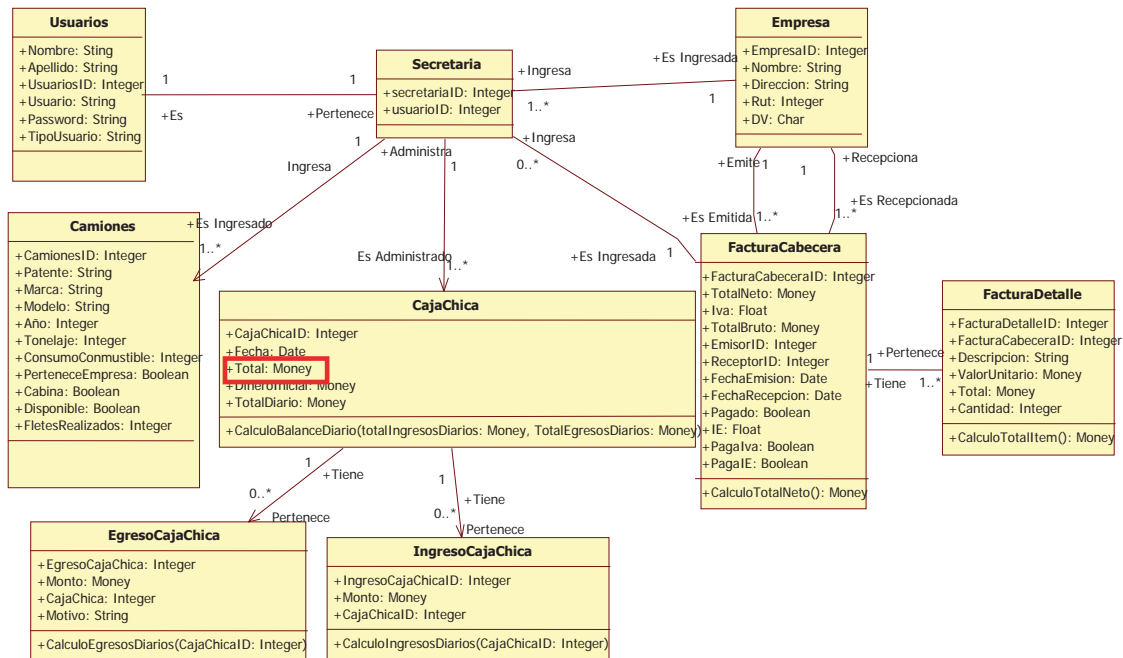 Usuarios
+Nombre: Sting
+Apellido: String
+UsuariosID: Integer
+Usuario: String
+Password: String
+TipoUsuario: String
1
+Es
1
+Pertenece
Secretaria
+secretariaID: Integer
+usuarioID: Integer
+Ingresa
1..*
+Es Ingresada
1
Empresa
+EmpresaID: Integer
+Nombre: String
+Direccion: String
+Rut: Integer
+DV: Char
1
Ingresa
+Es Ingresado
1..*
+Administra
1
Es Administrado
1..*
+Ingresa
0..*
+Es Ingresada
1
+Emite
1
+Es Emitida
1..*
1
+Recepciona
+Es Recepcionada
1..*
Camiones
+CamionesID: Integer
+Patente: String
+Marca: String
+Modelo: String
+Año: Integer
+Tonelaje: Integer
+ConsumoConmustible: Integer
+PerteneceEmpresa: Boolean
+Cabina: Boolean
+Disponible: Boolean
+FletesRealizados: Integer
CajaChica
+CajaChicaID: Integer
+Fecha: Date
+Total: Money
+DineroInicial: Money
+TotalDiario: Money
+CalculoBalanceDiario(totalIngresosDiarios: Money, TotalEgresosDiarios: Money)
FacturaCabecera
+FacturaCabeceraID: Integer
+TotalNeto: Money
+Iva: Float
+TotalBruto: Money
+EmisorID: Integer
+ReceptorID: Integer
+FechaEmision: Date
+FechaRecepcion: Date
+Pagado: Boolean
+IE: Float
+PagaIva: Boolean
+PagaIE: Boolean
+CalculoTotalNeto(): Money
1
+Tiene
+Pertenece
1..*
FacturaDetalle
+FacturaDetalleID: Integer
+FacturaCabeceraID: Integer
+Descripcion: String
+ValorUnitario: Money
+Total: Money
+Cantidad: Integer
+CalculoTotalItem(): Money
1
+Tiene
0..*
Pertenece
1
+Tiene
0..*
Pertenece
EgresoCajaChica
+EgresoCajaChica: Integer
+Monto: Money
+CajaChica: Integer
+Motivo: String
+CalculoEgresosDiarios(CajaChicaID: Integer)
IngresoCajaChica
+IngresoCajaChicaID: Integer
+Monto: Money
+CajaChicaID: Integer
+CalculoIngresosDiarios(CajaChicaID: Integer)